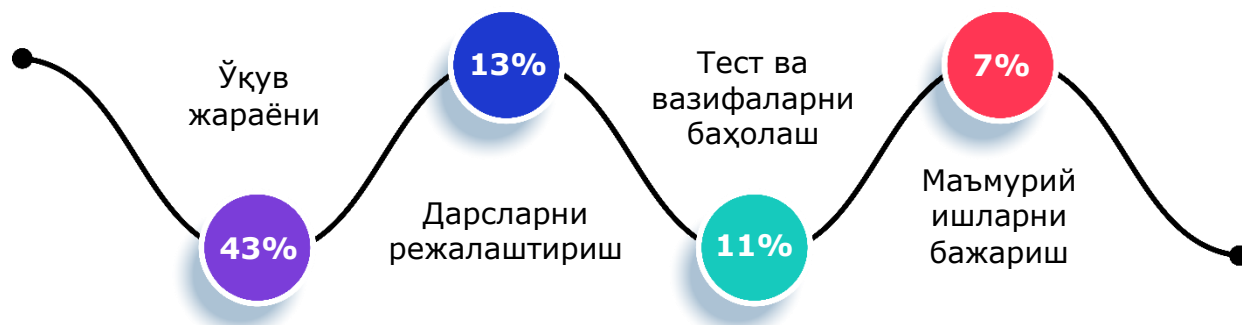 Ўқув
жараёни
43%
13%
Дарсларни
режалаштириш
Тест ва
вазифаларни
баҳолаш
11%
7%
Маъмурий
ишларни
бажариш